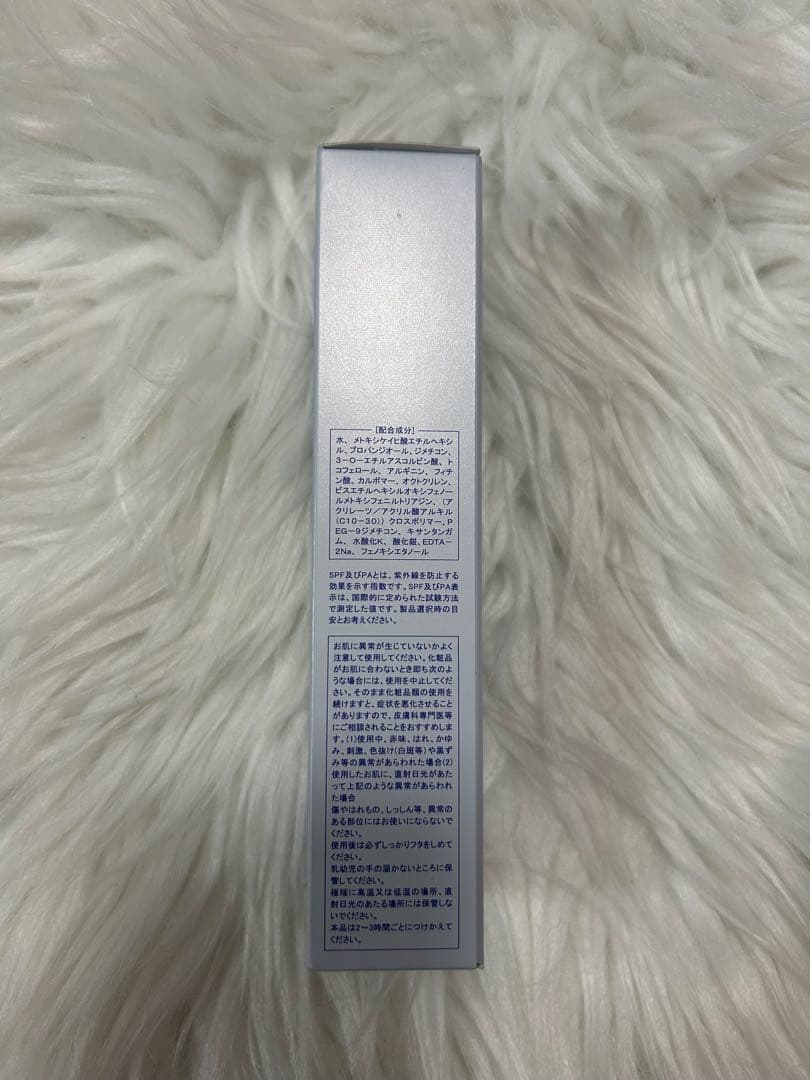 [配合成分]
水、メトキシケイヒ酸エチルヘキシ
ル、プロパンジオール、ジメチコン、
3-O-エチルアスコルビン酸、ト
コフェロール、アルギニン、フィチ
ン酸、カルボマー、オクトクリレン、
ビスエチルヘキシルオキシフェノー
ルメトキシフェニルトリアジン、(ア
クリレーツ/アクリル酸アルキル
(C10-30))クロスポリマー、P
EG-9ジメチコン、キサンタンガ
ム、水酸化K、酸化銀、EDTA-
2Na、フェノキシエタノール
SPF及びPAとは、紫外線を防止する
効果を示す指数です。SPF及びPA表
示は、国際的に定められた試験方法
で測定した値です。製品選択時の目
安とお考えください。
お肌に異常が生じていないかよく
注意して使用してください。化粧品
がお肌に合わないとき即ち次のよ
うな場合には、使用を中止してくだ
さい。そのまま化粧品類の使用を
続けますと、症状を悪化させること
がありますので、皮膚科専門医等
にご相談されることをおすすめしま
す。(1)使用中、赤味、はれ、かゆ
み、刺激、色抜け(白斑等)や黒ず
み等の異常があらわれた場合(2)
使用したお肌に、直射日光があた
って上記のような異常があらわれ
た場合
傷やはれもの、しっしん等、異常の
ある部位にはお使いにならないで
ください。
使用後は必ずしっかりフタをしめて
ください。
乳幼児の手の届かないところに保
管してください。
極端に高温又は低温の場所、直
射日光のあたる場所には保管しな
いでください。
本品は2～3時間ごとにつけかえて
ください。